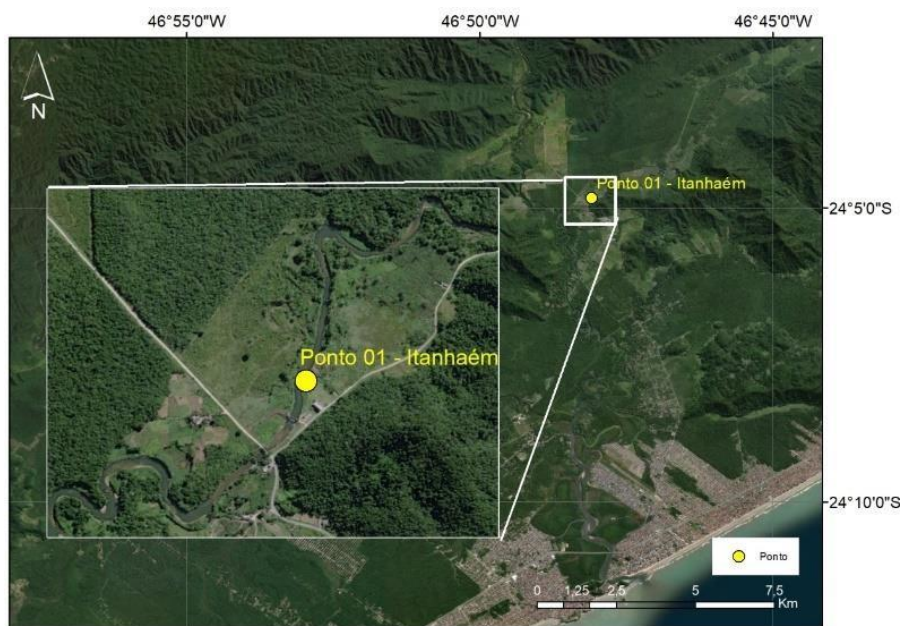 46°55'0"W 46°50'0"W 46°45'0"W
N
Ponto 01 - Itanhaém
24°5'0"S
Ponto 01 - Itanhaém
24°10'0"S
Ponto
0 1,25 2,5 5 7,5
Km